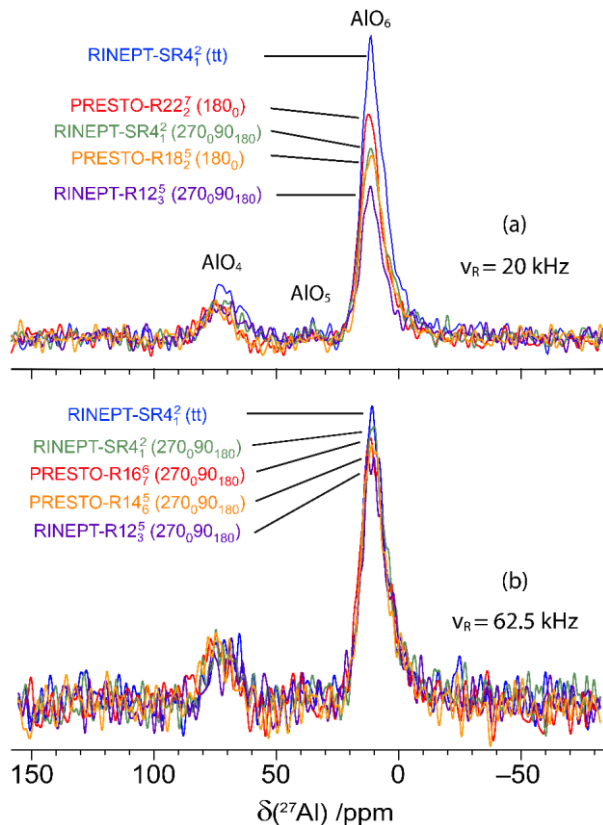 AlO₆
RINEPT-SR4₁² (tt)
PRESTO-R22₂⁷ (180₀)
RINEPT-SR4₁² (270₀90₁₈₀)
PRESTO-R18₂⁵ (180₀)
RINEPT-R12₃⁵ (270₀90₁₈₀)
(a)
AlO₄
AlO₅
νR = 20 kHz
RINEPT-SR4₁² (tt)
RINEPT-SR4₁² (270₀90₁₈₀)
PRESTO-R16₇⁶ (270₀90₁₈₀)
PRESTO-R14₆⁵ (270₀90₁₈₀)
RINEPT-R12₃⁵ (270₀90₁₈₀)
(b)
νR = 62.5 kHz
150 100 50 0 −50
δ(²⁷Al) /ppm